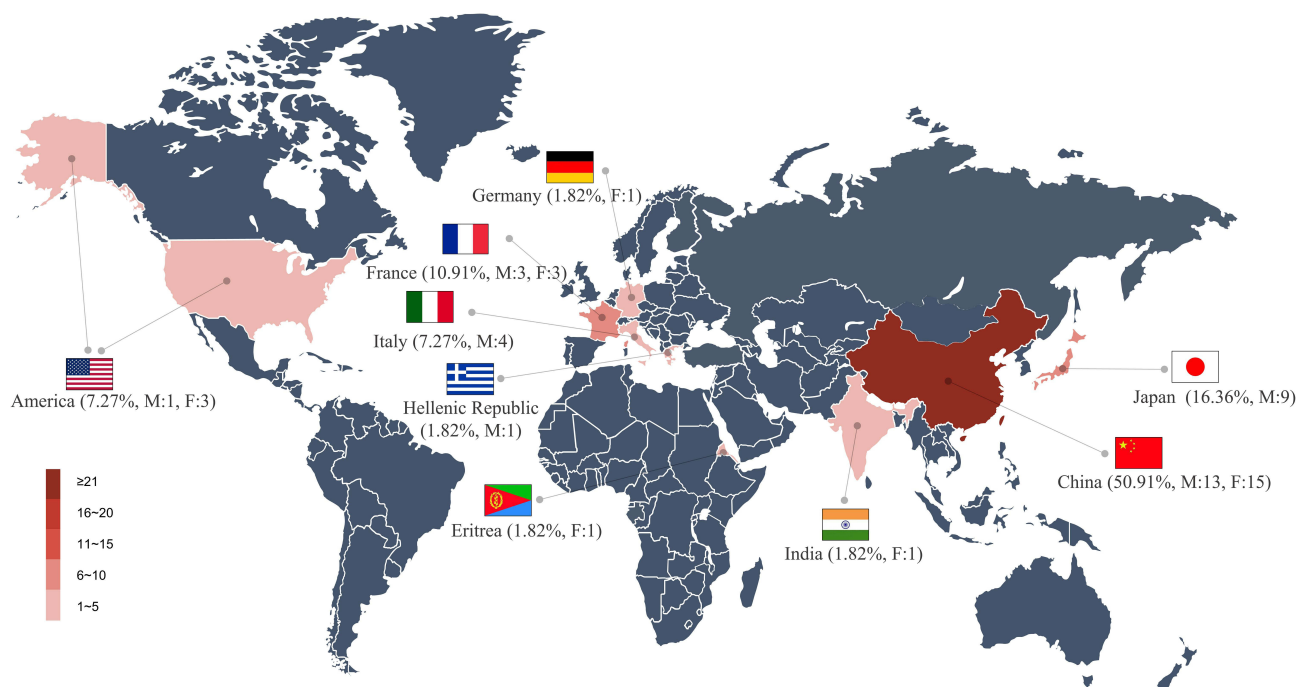 Germany (1.82%, F:1)
France (10.91%, M:3, F:3)
Italy (7.27%, M:4)
America (7.27%, M:1, F:3)
Hellenic Republic
(1.82%, M:1)
Japan (16.36%, M:9)
China (50.91%, M:13, F:15)
Eritrea (1.82%, F:1)
India (1.82%, F:1)
≥21
16~20
11~15
6~10
1~5